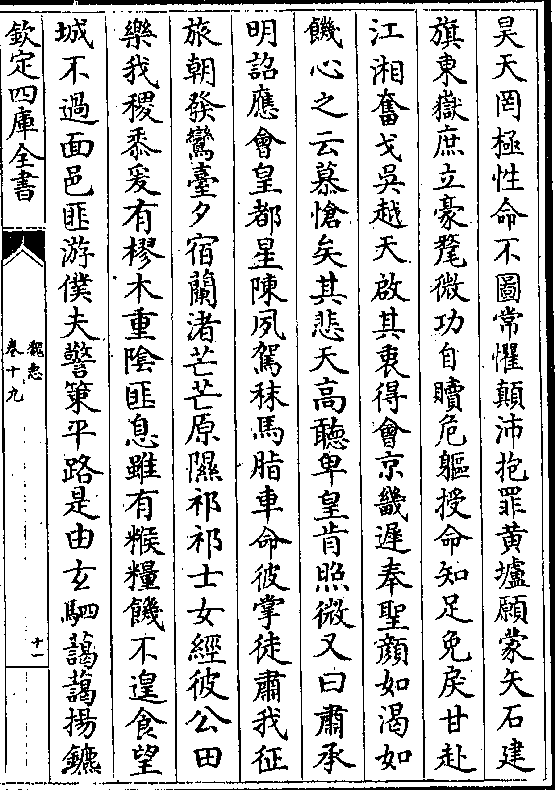 昊天罔極性命不圖常懼顛沛抱罪黃壚願蒙矢石建
旗東嶽庶立豪氂微功自贖危軀授命知足免戾甘赴
江湘奮戈吳越天啟其衷得會京畿遲奉聖顏如渴如
饑心之云慕愴矣其悲天高聽卑皇肯照微又曰肅承
明詔應會皇都星陳夙駕秣馬脂車命彼掌徒肅我征
旅朝發鸞臺夕宿蘭渚芒芒原隰祁祁士女經彼公田
樂我稷黍爰有樛木重陰匪息雖有糇糧饑不遑食望
城不過面邑匪游僕夫警策平路是由玄駟藹藹揚鑣
欽定四庫全書
魏志
卷十九
十一